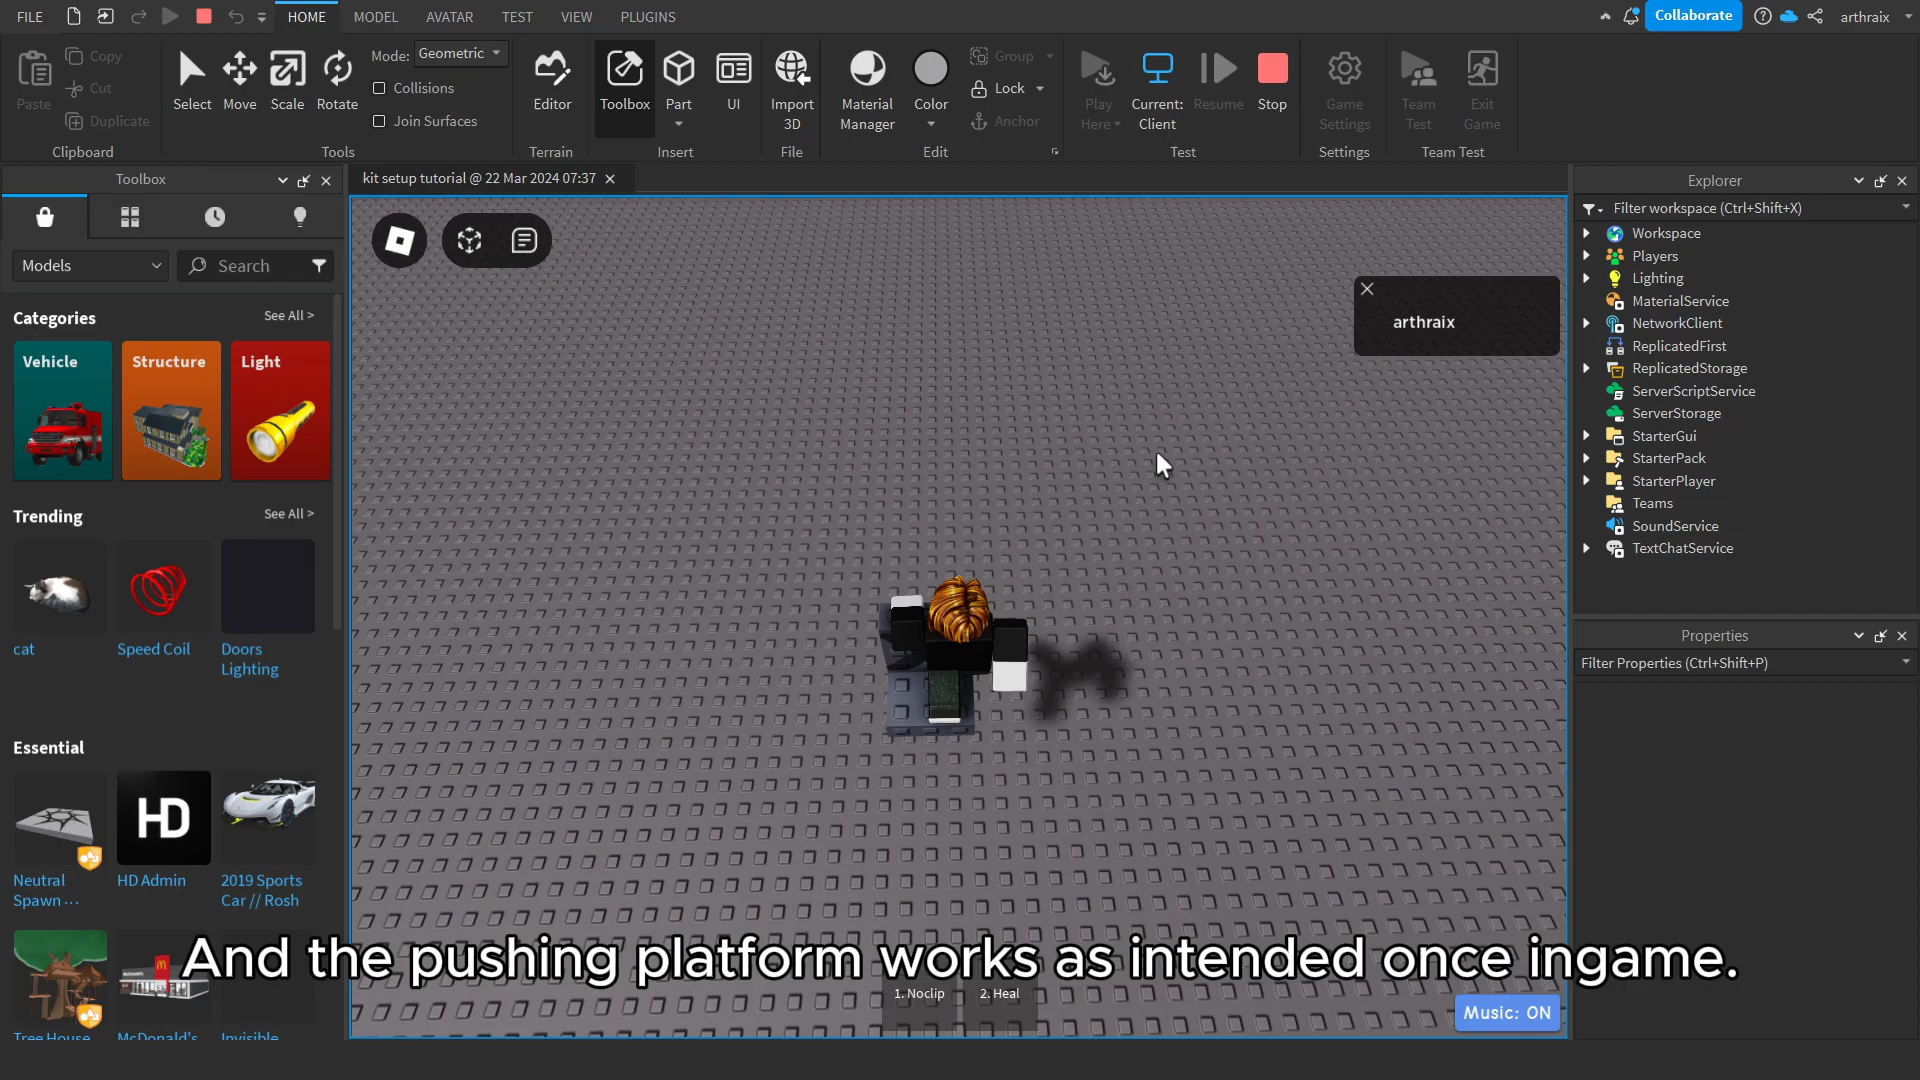 FILE HOME MODEL AVATAR TEST VIEW PLUGINS Collaborate arthraix
Paste Copy Cut Duplicate
Select Move Scale Rotate
Mode: Geometric
Collisions
Join Surfaces
Editor
Toolbox Part UI
Import 3D
Material Manager
Color
Group
Lock
Anchor
Play Here
Current: Client
Resume Stop
Game Settings
Team Test
Exit Game
Clipboard Tools Terrain Insert File Edit Test Settings Team Test
Toolbox
Models Search
Categories See All >
Vehicle Structure Light
Trending See All >
cat Speed Coil Doors Lighting
Essential
HD
Neutral Spawn ... HD Admin 2019 Sports Car // Rosh
Tree House McDonald's Invisible
kit setup tutorial @ 22 Mar 2024 07:37
arthraix
And the pushing platform works as intended once ingame.
1. Noclip 2. Heal
Music: ON
Explorer
Filter workspace (Ctrl+Shift+X)
Workspace
Players
Lighting
MaterialService
NetworkClient
ReplicatedFirst
ReplicatedStorage
ServerScriptService
ServerStorage
StarterGui
StarterPack
StarterPlayer
Teams
SoundService
TextChatService
Properties
Filter Properties (Ctrl+Shift+P)